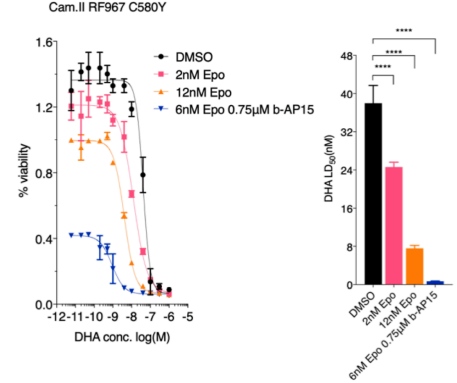 Cam.II RF967 C580Y
DMSO
2nM Epo
12nM Epo
6nM Epo 0.75µM b-AP15
% viability
1.6
1.2
0.8
0.4
0.0
-12 -11 -10 -9 -8 -7 -6 -5
DHA conc. log(M)
****
****
****
DHA LD50(nM)
48
40
32
24
16
8
0
DMSO
2nM Epo
12nM Epo
6nM Epo 0.75µM b-AP15